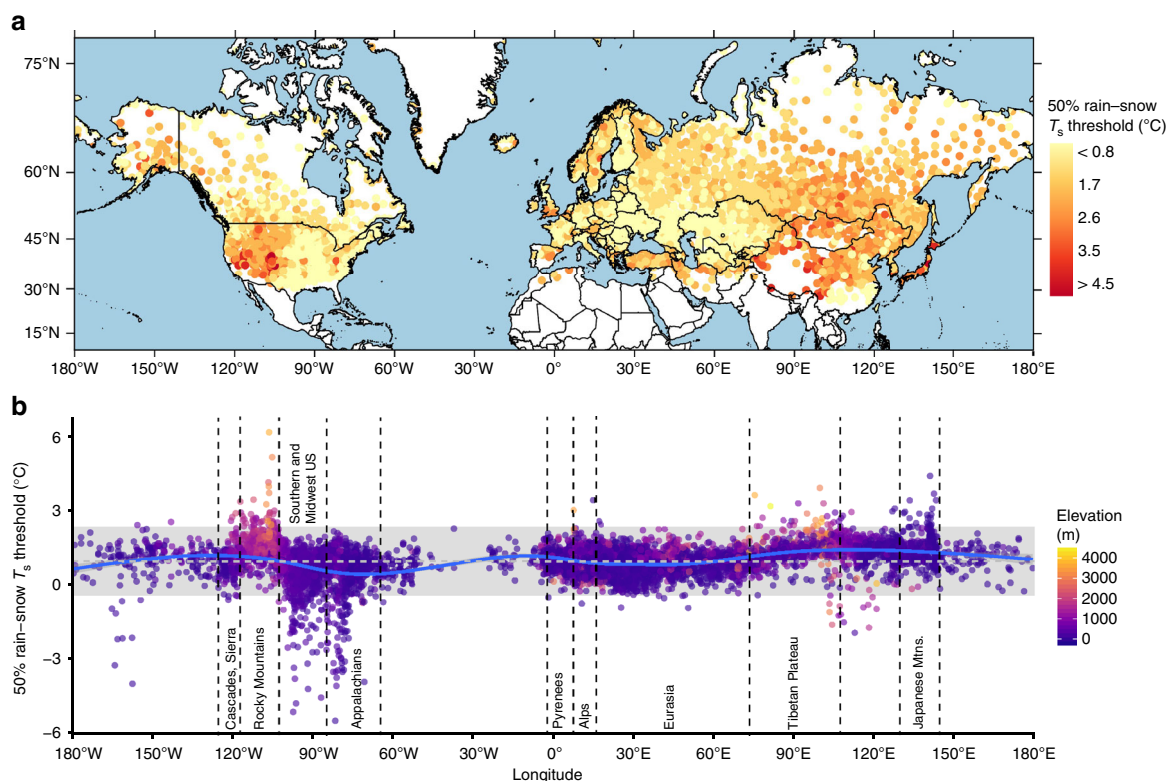 a
75°N
60°N
45°N
30°N
15°N
180°W 150°W 120°W 90°W 60°W 30°W 0° 30°E 60°E 90°E 120°E 150°E 180°E
50% rain–snow
Ts threshold (°C)
< 0.8
1.7
2.6
3.5
> 4.5
b
50% rain–snow Ts threshold (°C)
6
3
0
−3
−6
Cascades, Sierra
Rocky Mountains
Southern and
Midwest US
Appalachians
Pyrenees
Alps
Eurasia
Tibetan Plateau
Japanese Mtns.
180°W 150°W 120°W 90°W 60°W 30°W 0° 30°E 60°E 90°E 120°E 150°E 180°E
Longitude
Elevation
(m)
4000
3000
2000
1000
0